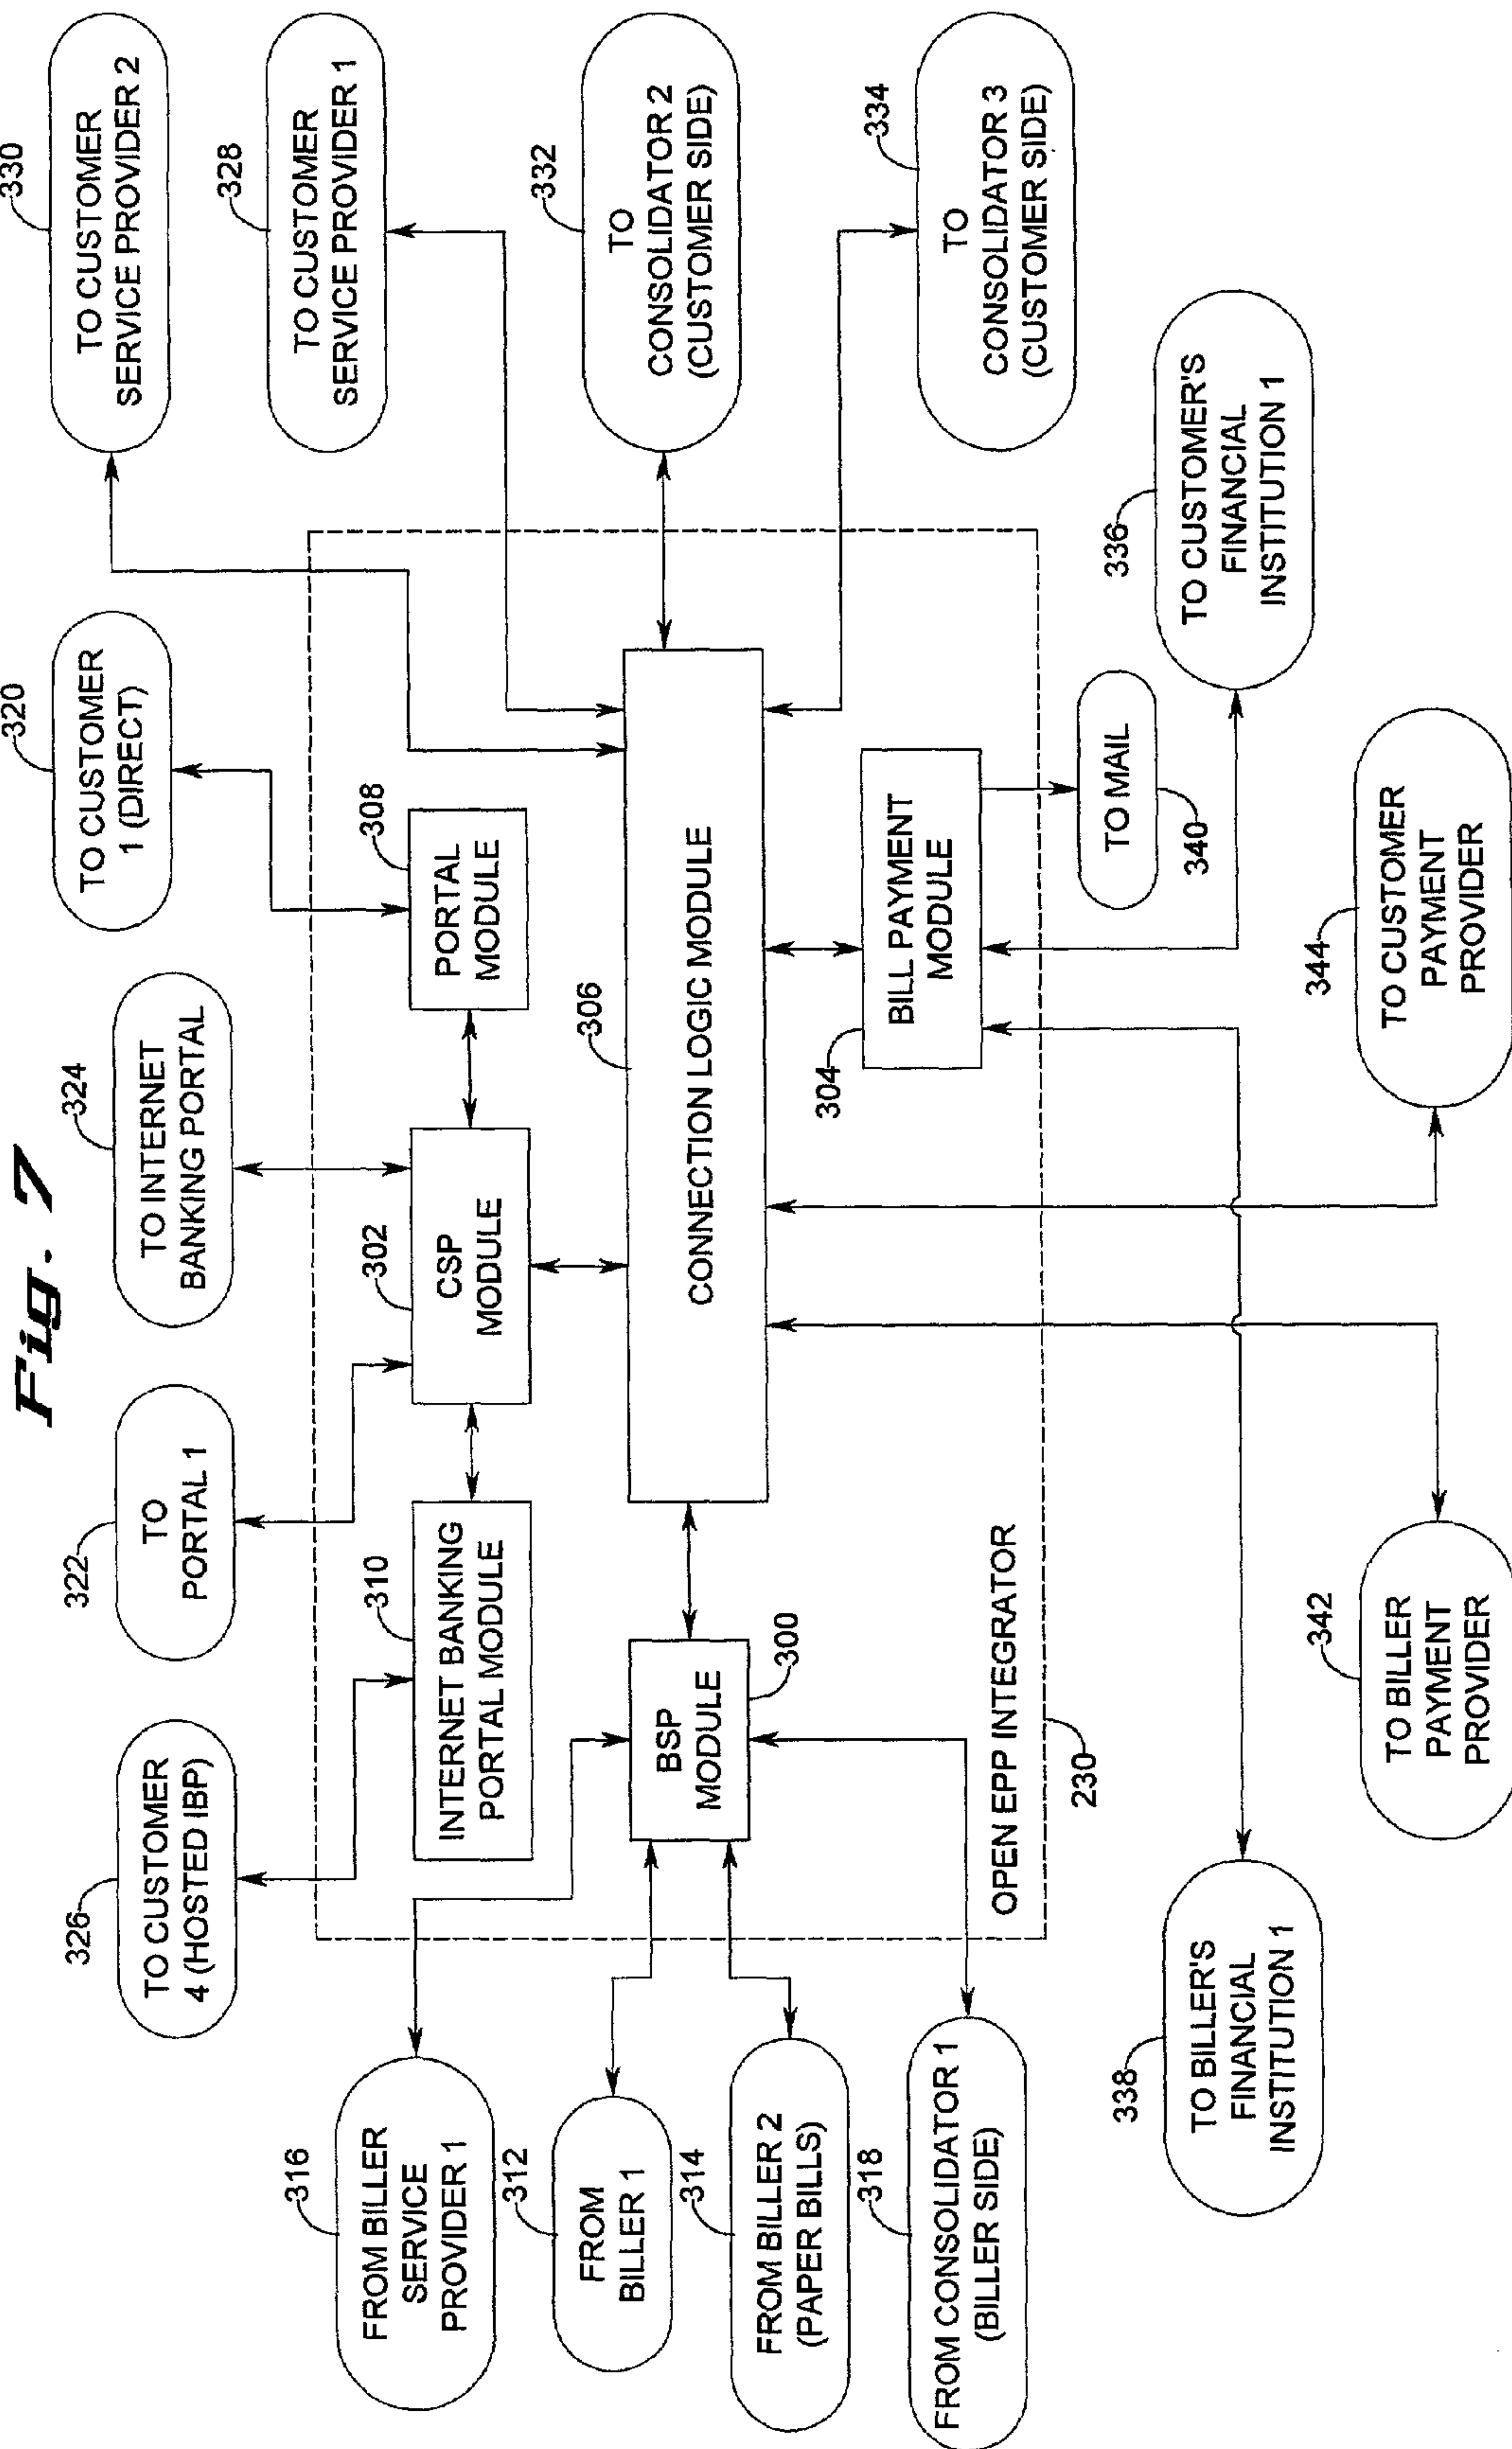 Fig. 7
326
TO CUSTOMER
4 (HOSTED IBP)
322
TO
PORTAL 1
324
TO INTERNET
BANKING PORTAL
320
TO CUSTOMER
1 (DIRECT)
330
TO CUSTOMER
SERVICE PROVIDER 2
328
TO CUSTOMER
SERVICE PROVIDER 1
332
TO
CONSOLIDATOR 2
(CUSTOMER SIDE)
334
TO
CONSOLIDATOR 3
(CUSTOMER SIDE)
310
INTERNET BANKING
PORTAL MODULE
302
CSP
MODULE
308
PORTAL
MODULE
316
FROM BILLER
SERVICE
PROVIDER 1
312
FROM
BILLER 1
314
FROM BILLER 2
(PAPER BILLS)
318
FROM CONSOLIDATOR 1
(BILLER SIDE)
BSP
MODULE
300
306
CONNECTION LOGIC MODULE
304
BILL PAYMENT
MODULE
OPEN EPP INTEGRATOR
230
TO MAIL
340
336
TO CUSTOMER'S
FINANCIAL
INSTITUTION 1
338
TO BILLER'S
FINANCIAL
INSTITUTION 1
342
TO BILLER
PAYMENT
PROVIDER
344
TO CUSTOMER
PAYMENT
PROVIDER